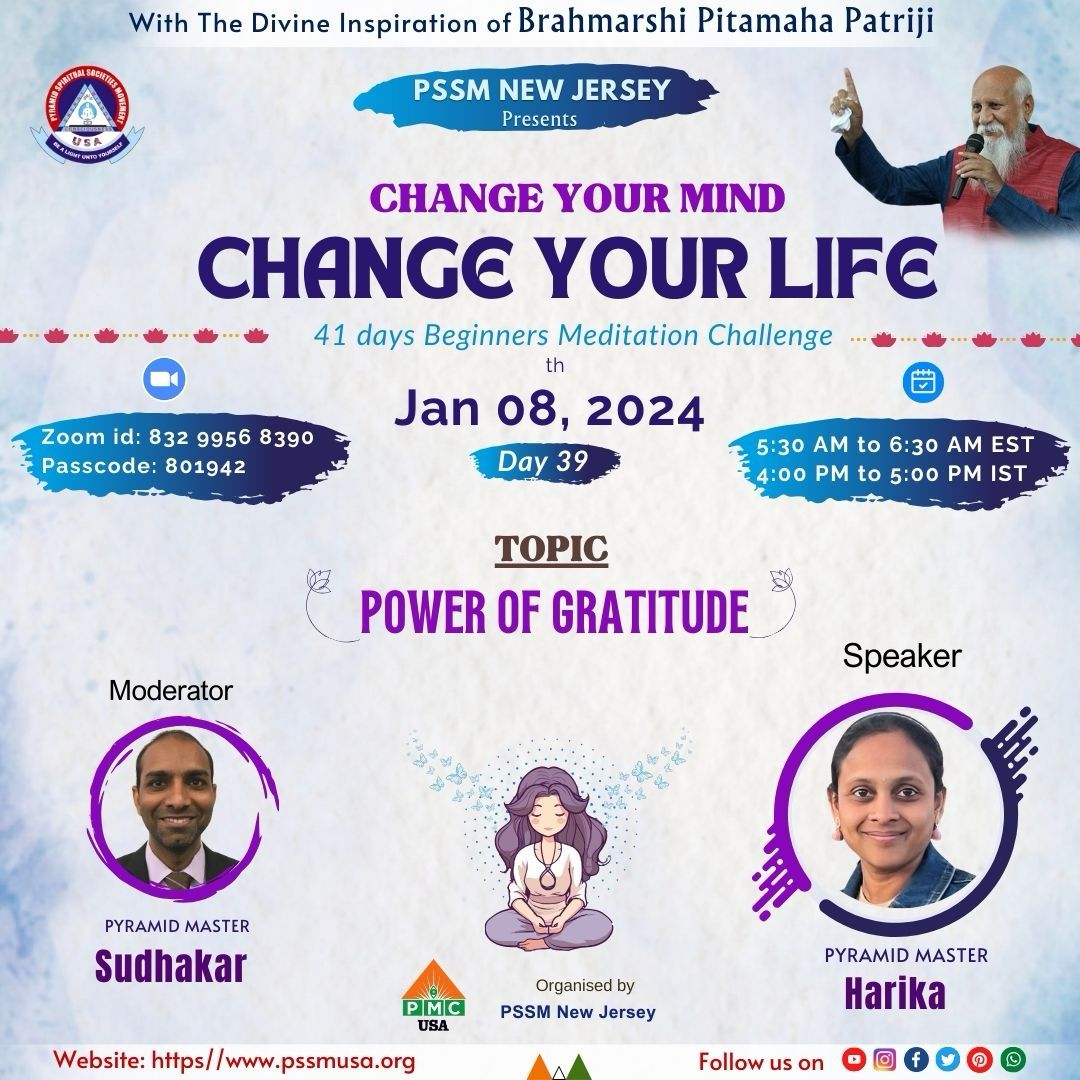 With The Divine Inspiration of Brahmarshi Pitamaha Patriji
PYRAMID SPIRITUAL SOCIETIES MOVEMENT
USA
BE A LIGHT UNTO YOURSELF
PSSM NEW JERSEY
Presents
CHANGE YOUR MIND
CHANGE YOUR LIFE
41 days Beginners Meditation Challenge
th
Jan 08, 2024
Day 39
Zoom id: 832 9956 8390
Passcode: 801942
5:30 AM to 6:30 AM EST
4:00 PM to 5:00 PM IST
TOPIC
POWER OF GRATITUDE
Moderator
PYRAMID MASTER
Sudhakar
Speaker
PYRAMID MASTER
Harika
PMC
USA
Organised by
PSSM New Jersey
Website: https//www.pssmusa.org
Follow us on